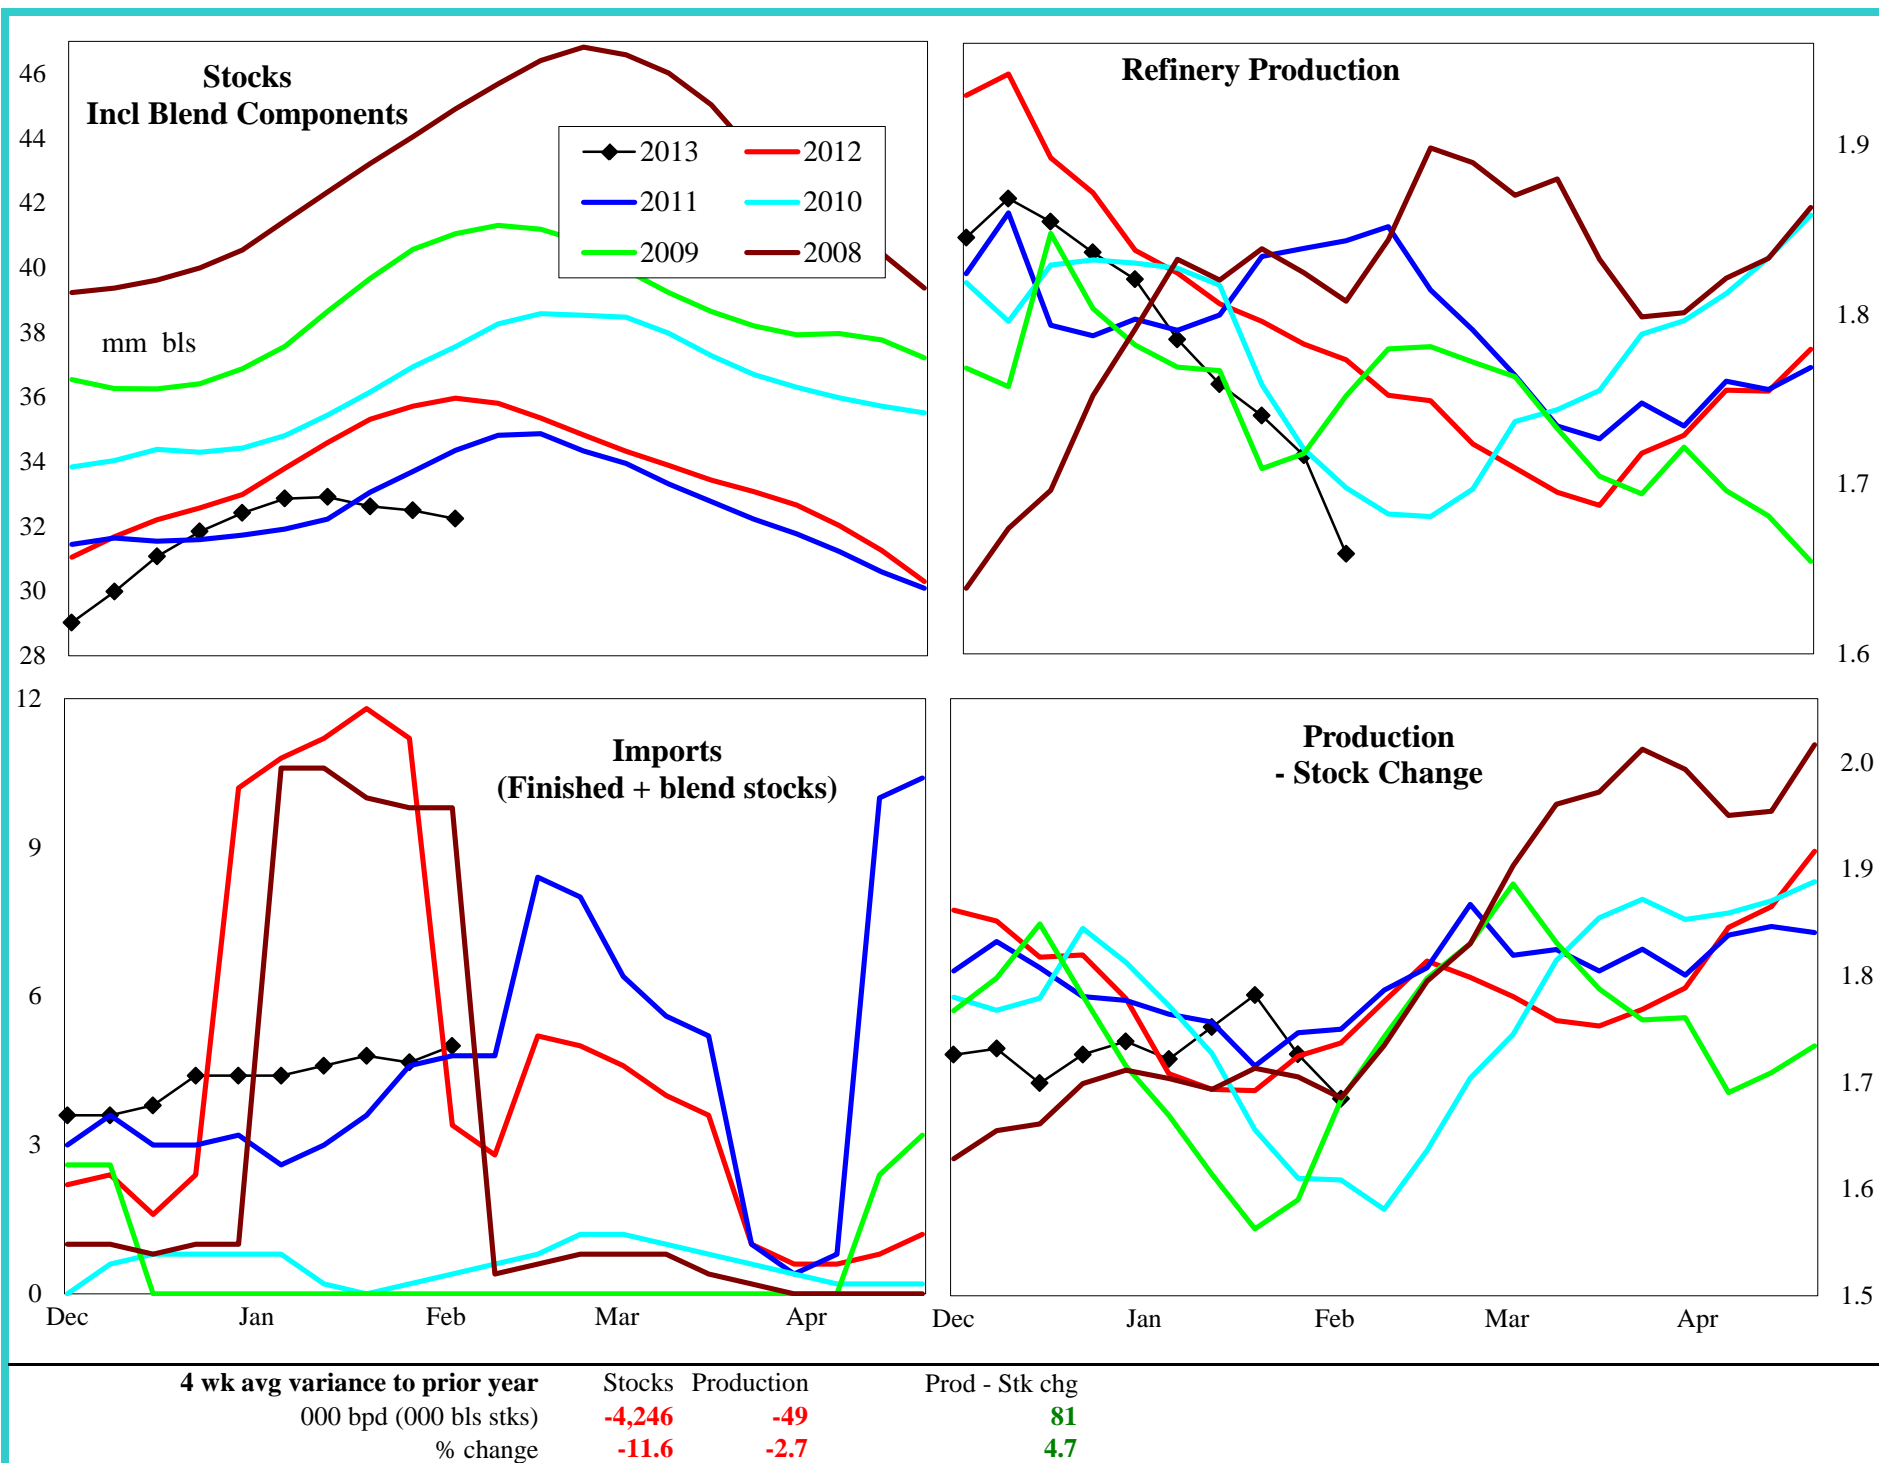 Stocks
Incl Blend Components
mm bls
46
44
42
40
38
36
34
32
30
28
2013
2012
2011
2010
2009
2008
Refinery Production
1.9
1.8
1.7
1.6
Imports
(Finished + blend stocks)
12
9
6
3
0
Dec
Jan
Feb
Mar
Apr
Production
- Stock Change
2.0
1.9
1.8
1.7
1.6
1.5
Dec
Jan
Feb
Mar
Apr
4 wk avg variance to prior year Stocks Production Prod - Stk chg
000 bpd (000 bls stks) -4,246 -49 81
% change -11.6 -2.7 4.7